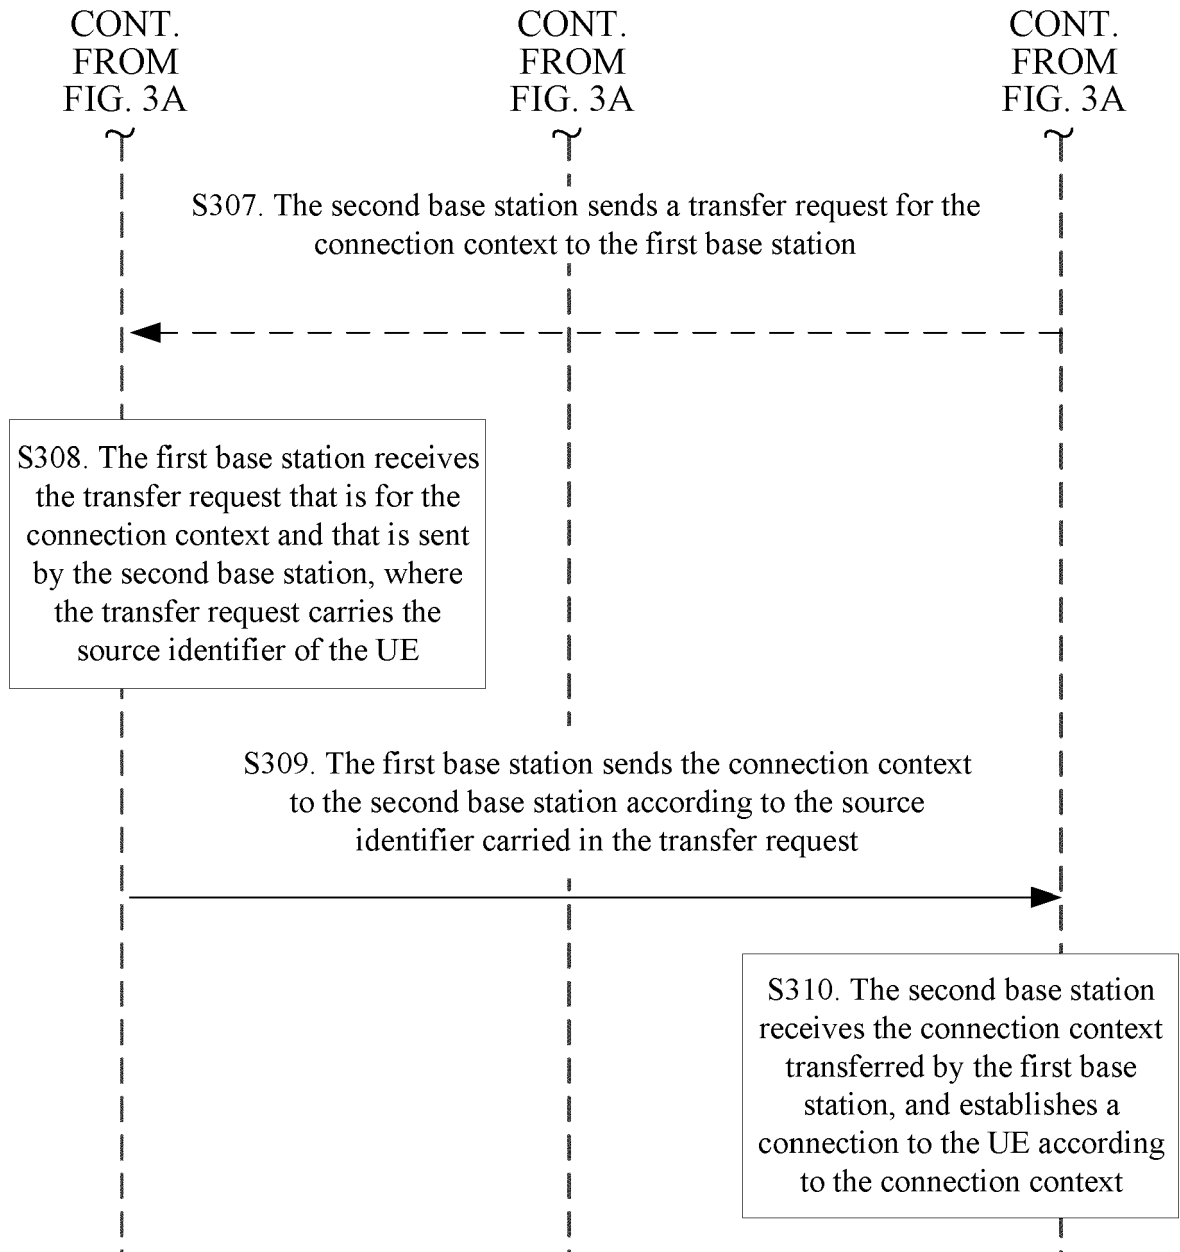 CONT.
FROM
FIG. 3A
CONT.
FROM
FIG. 3A
CONT.
FROM
FIG. 3A
S307. The second base station sends a transfer request for the
connection context to the first base station
S308. The first base station receives
the transfer request that is for the
connection context and that is sent
by the second base station, where
the transfer request carries the
source identifier of the UE
S309. The first base station sends the connection context
to the second base station according to the source
identifier carried in the transfer request
S310. The second base station
receives the connection context
transferred by the first base
station, and establishes a
connection to the UE according
to the connection context